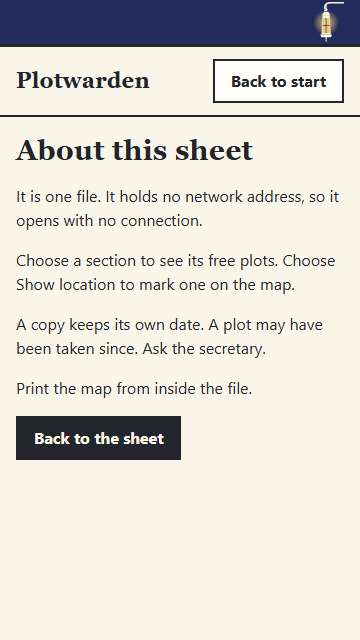 Plotwarden
Back to start
About this sheet
It is one file. It holds no network address, so it
opens with no connection.
Choose a section to see its free plots. Choose
Show location to mark one on the map.
A copy keeps its own date. A plot may have
been taken since. Ask the secretary.
Print the map from inside the file.
Back to the sheet